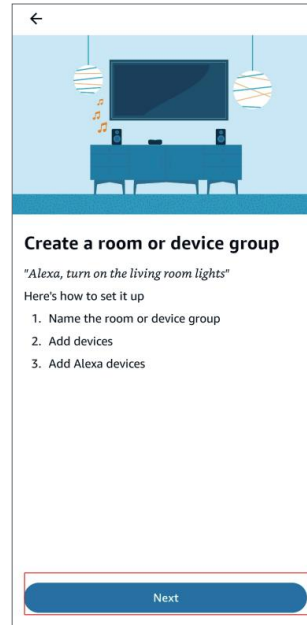 Create a room or device group
"Alexa, turn on the living room lights"
Here's how to set it up
1. Name the room or device group
2. Add devices
3. Add Alexa devices
Next